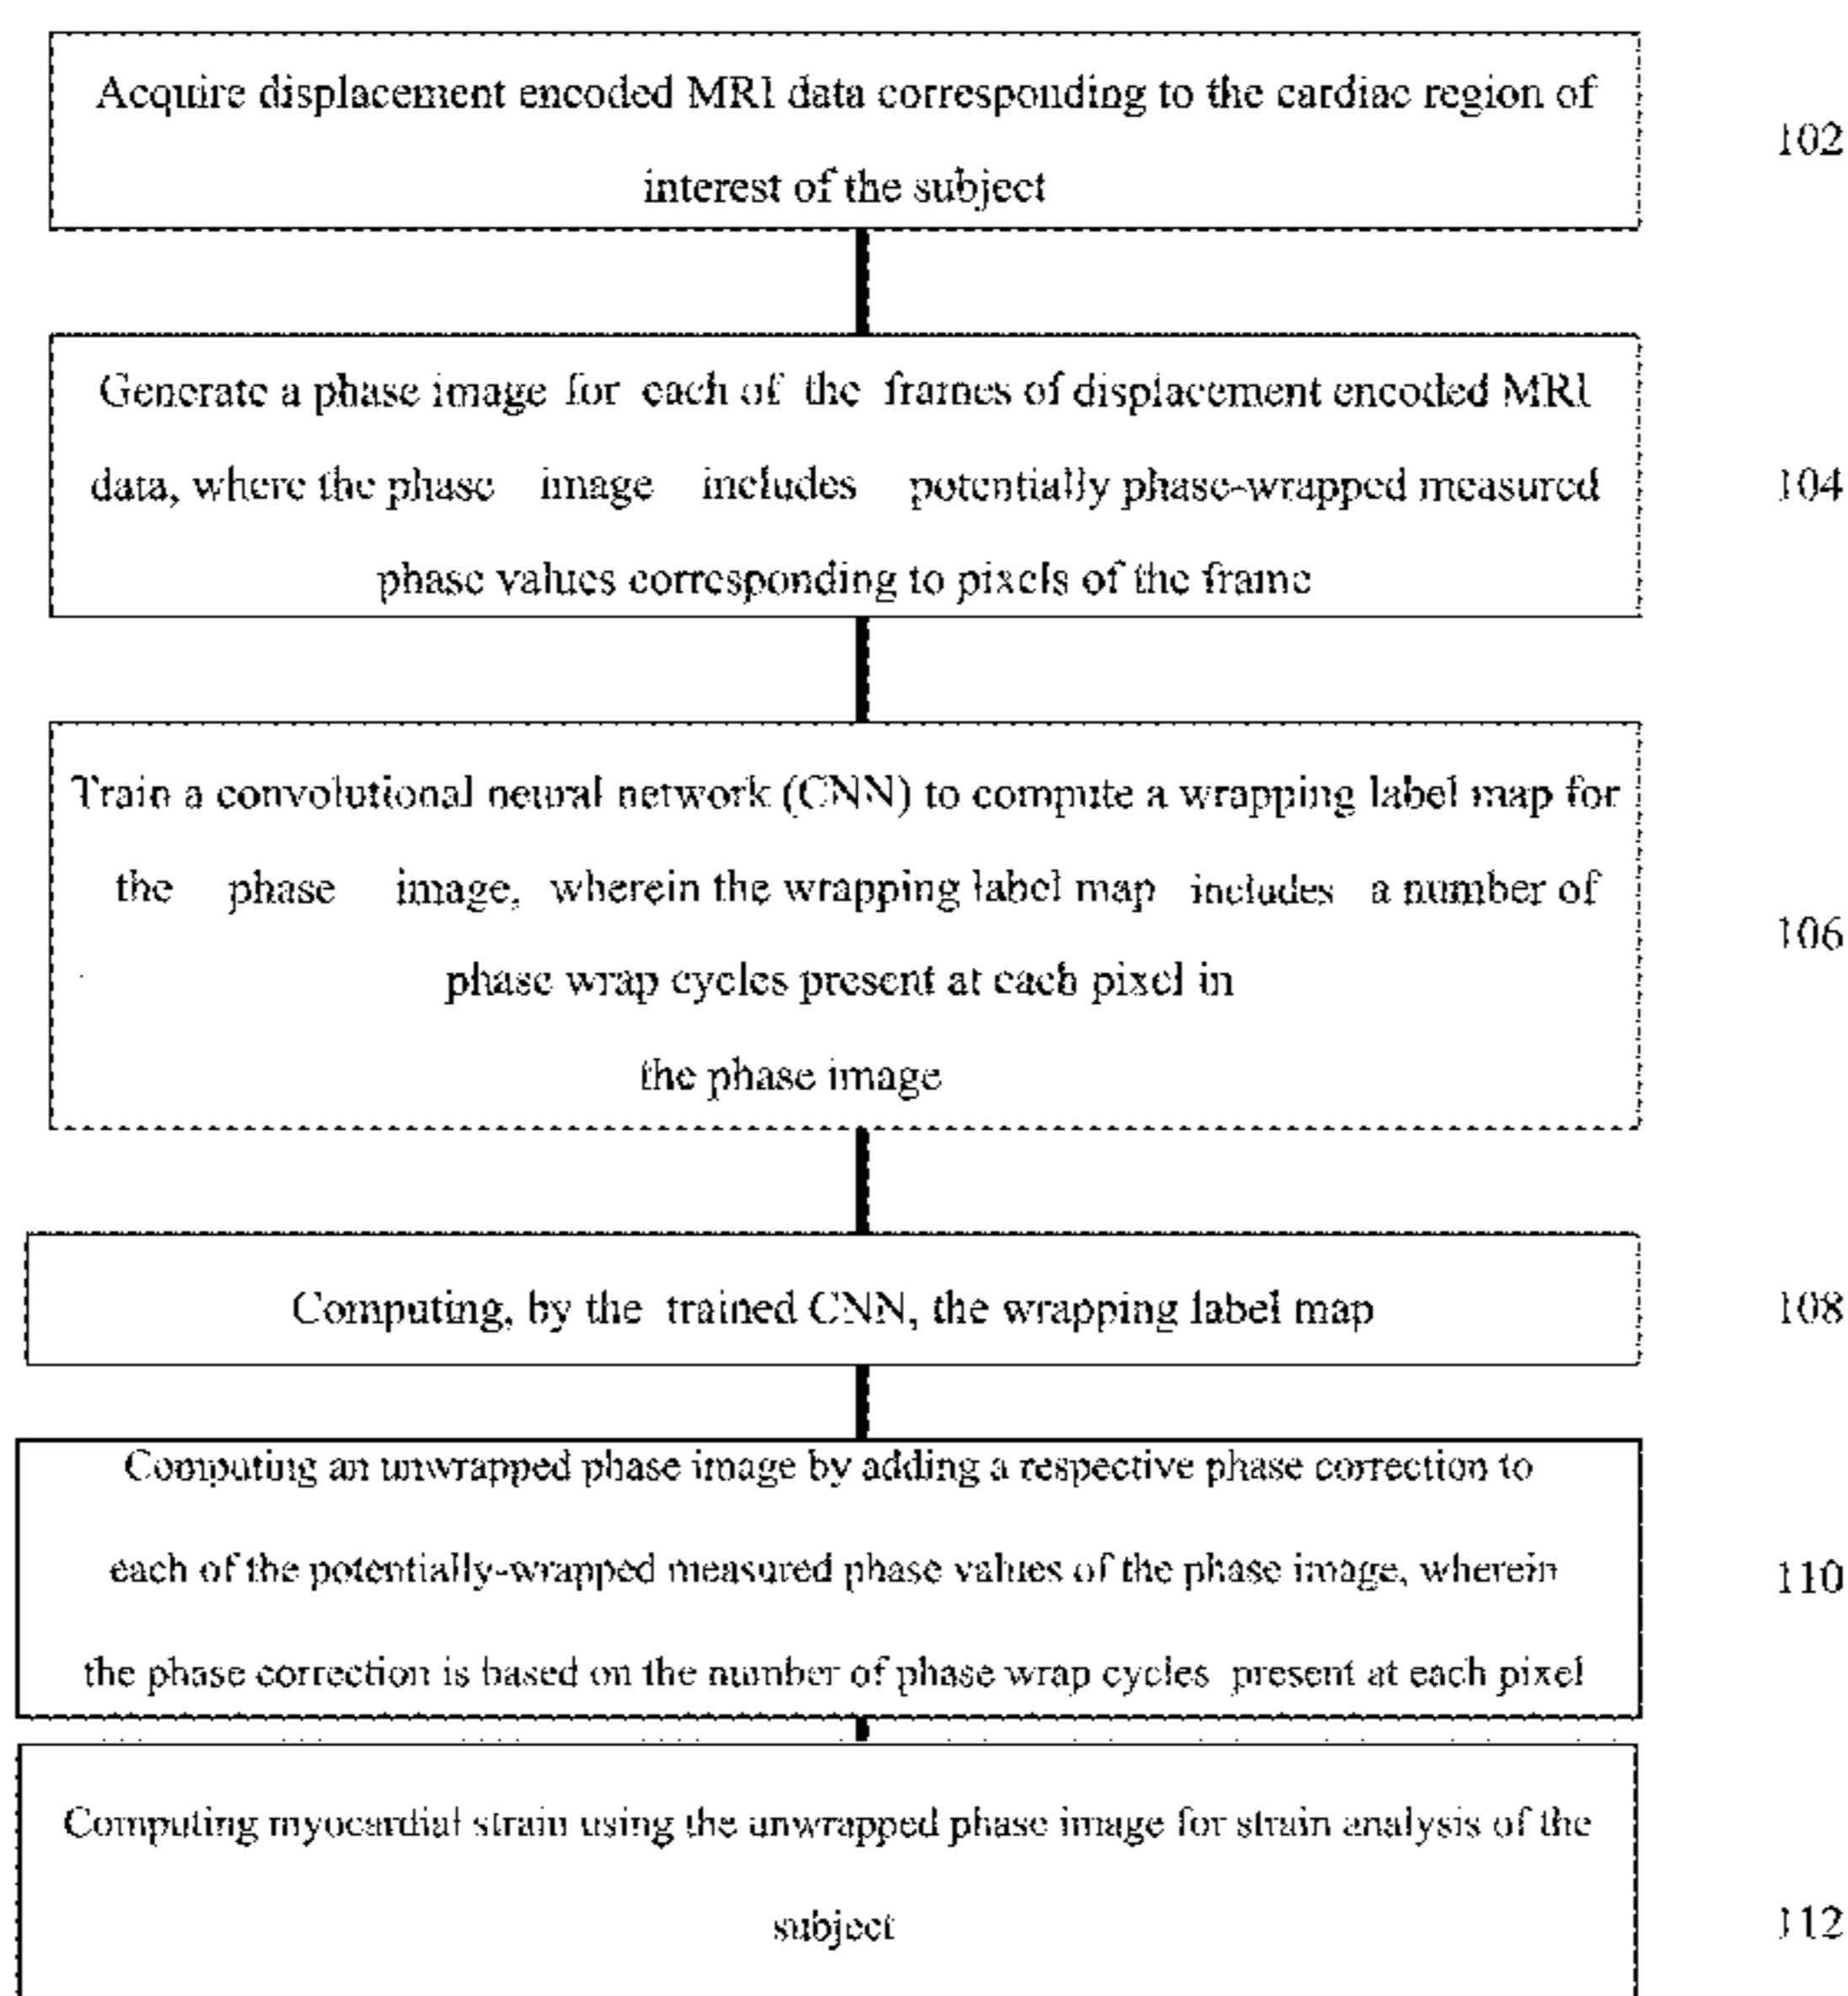 Acquire displacement encoded MRI data corresponding to the cardiac region of
interest of the subject
102
Generate a phase image for each of the frames of displacement encoded MRI
data, where the phase image includes potentially phase-wrapped measured
phase values corresponding to pixels of the frame
104
Train a convolutional neural network (CNN) to compute a wrapping label map for
the phase image, wherein the wrapping label map includes a number of
phase wrap cycles present at each pixel in
the phase image
106
Computing, by the trained CNN, the wrapping label map
108
Computing an unwrapped phase image by adding a respective phase correction to
each of the potentially-wrapped measured phase values of the phase image, wherein
the phase correction is based on the number of phase wrap cycles present at each pixel
110
Computing myocardial strain using the unwrapped phase image for strain analysis of the
subject
112